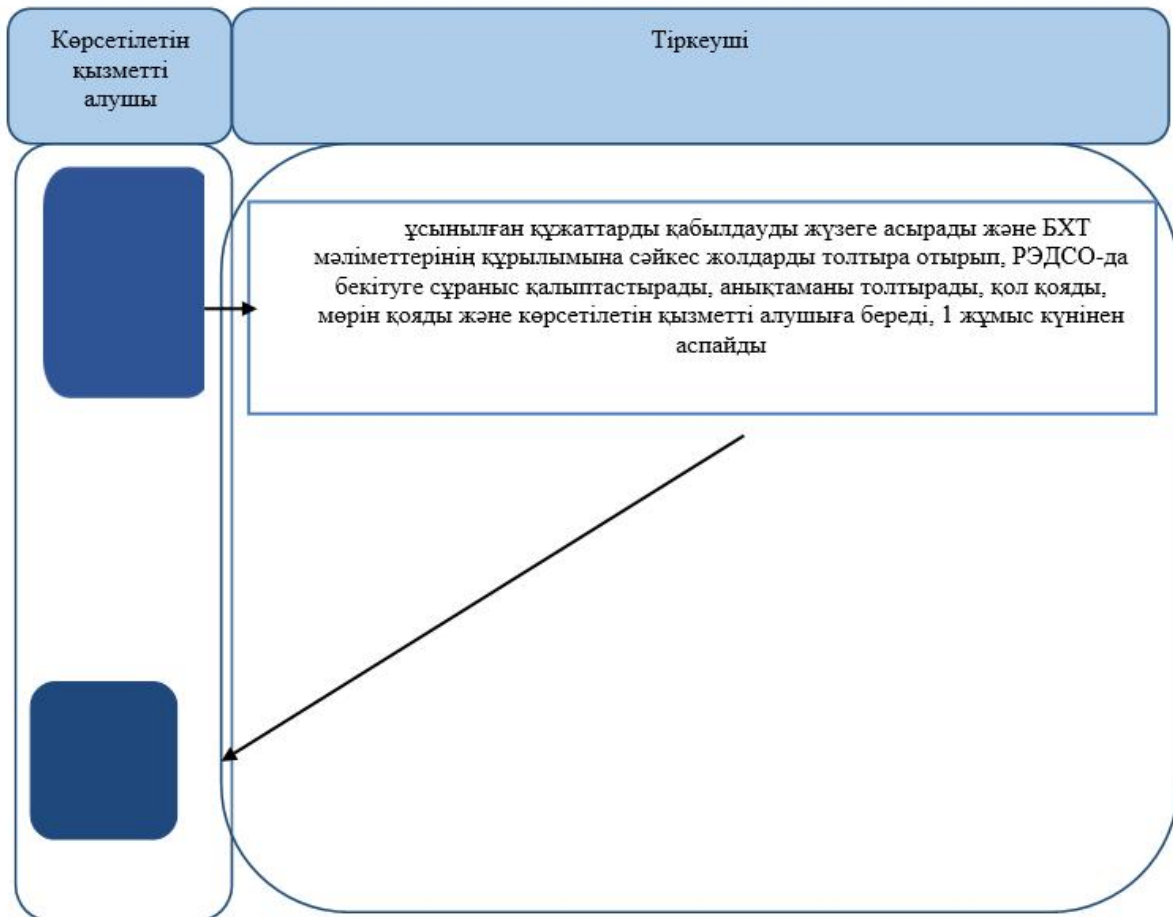 Көрсетілетін
қызметті
алушы
Тіркеуші
ұсынылған құжаттарды қабылдауды жүзеге асырады және БХТ
мәліметтерінің құрылымына сәйкес жолдарды толтыра отырып, РЭДСО-да
бекітуге сұраныс қалыптастырады, анықтаманы толтырады, қол қояды,
мөрін қояды және көрсетілетін қызметті алушыға береді, 1 жұмыс күнінен
аспайды